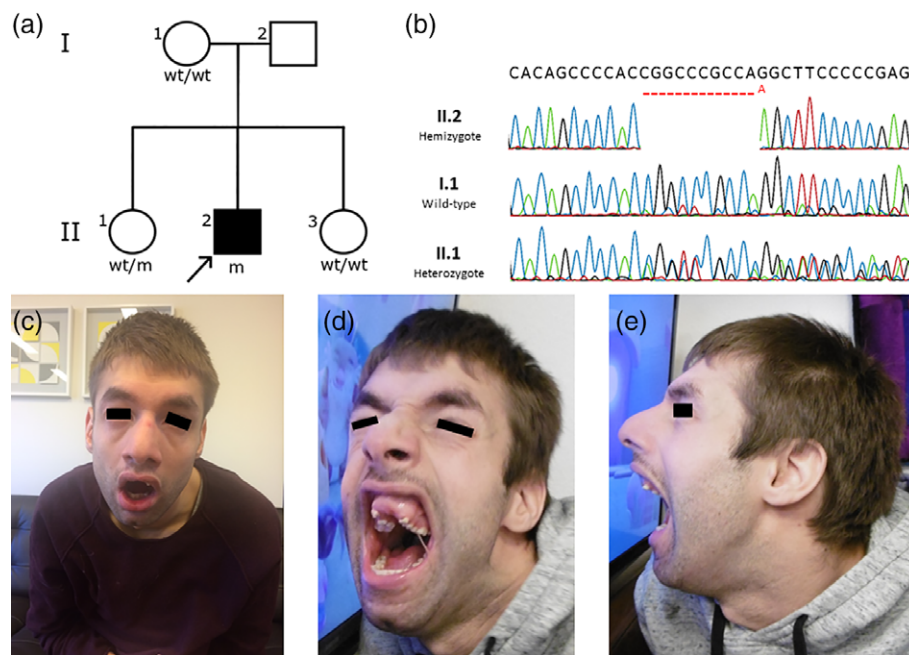 (a)
I
1
2
wt/wt
II
1
2
3
wt/m
m
wt/wt
(b)
CACAGCCCCACCGGCCCGCCAGGCTTCCCCCGAG
A
II.2
Hemizygote
I.1
Wild-type
II.1
Heterozygote
(c)
(d)
(e)